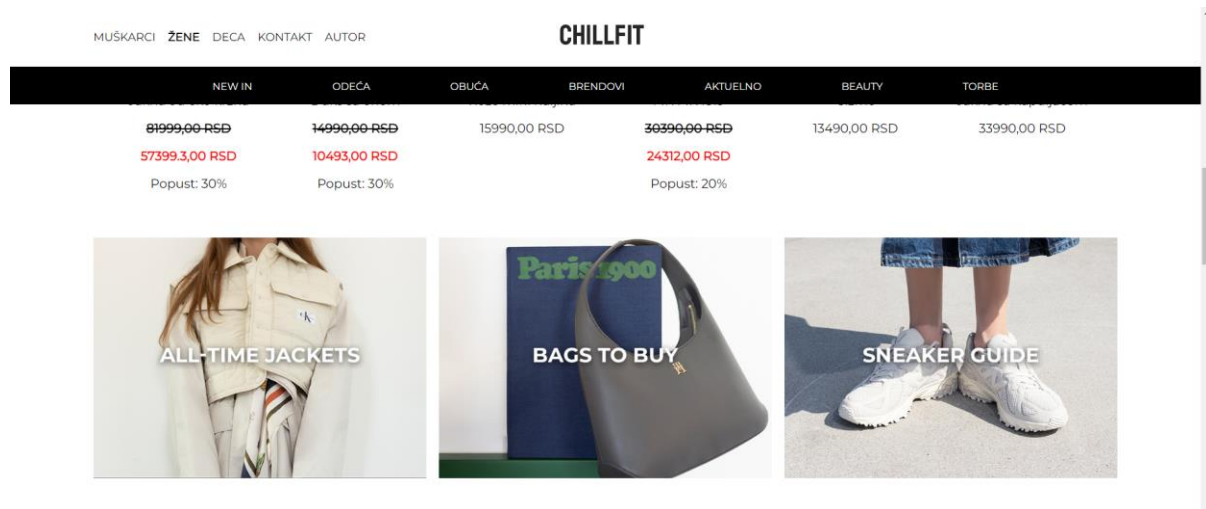 MUŠKARCI ŽENE DECA KONTAKT AUTOR
CHILLFIT
NEW IN ODEĆA OBUĆA BRENDOVI AKTUELNO BEAUTY TORBE
81999,00 RSD 14990,00 RSD 15990,00 RSD 30390,00 RSD 13490,00 RSD 33990,00 RSD
57399.3,00 RSD 10493,00 RSD 24312,00 RSD
Popust: 30% Popust: 30% Popust: 20%
Paris 1900
ALL-TIME JACKETS BAGS TO BUY SNEAKER GUIDE